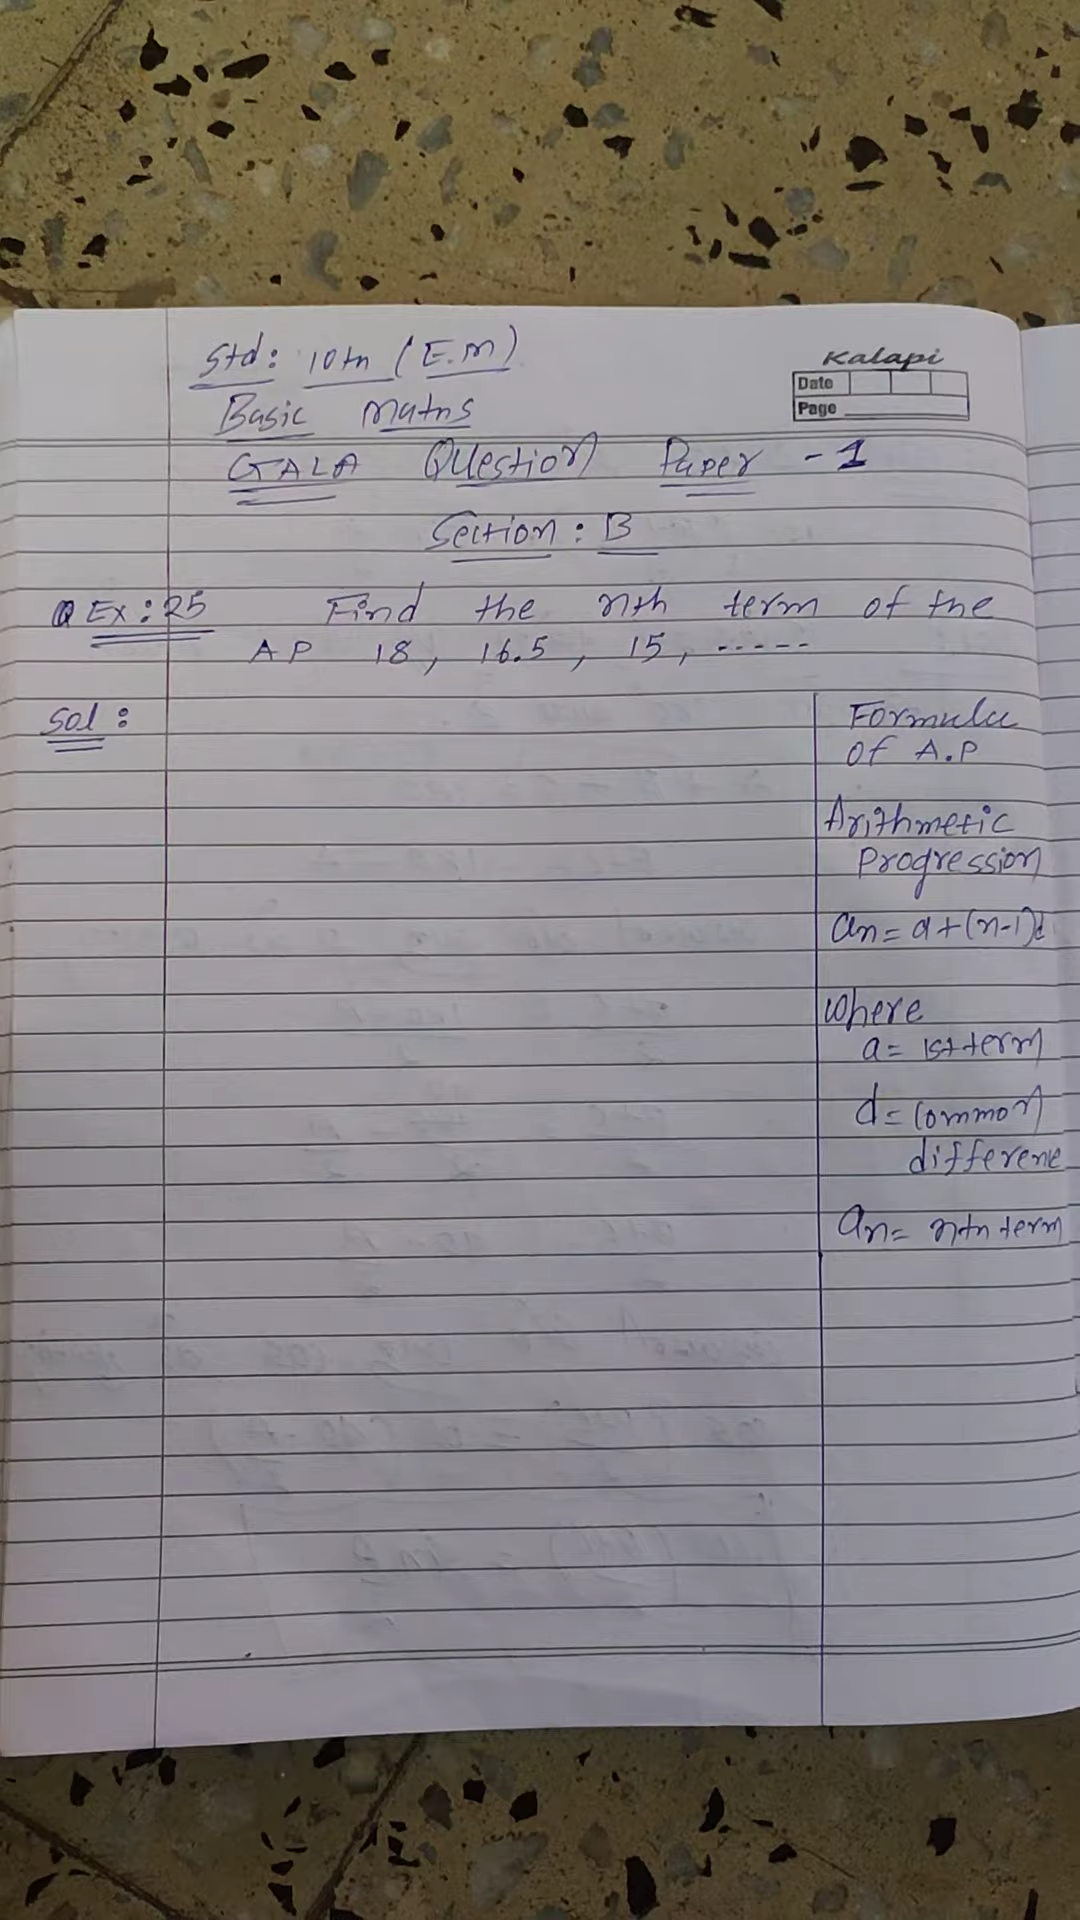 Std: 10th (E.M)
Basic Maths
Kalapi
Date
Page
GALA Question Paper - 1
Section: B
Q Ex: 25 Find the nth term of the
AP 18, 16.5, 15, -----
Sol:
Formula
of A.P
Arithmetic
Progression
an = a + (n-1)d
where
a = 1st term
d = Common
difference
an = nth term